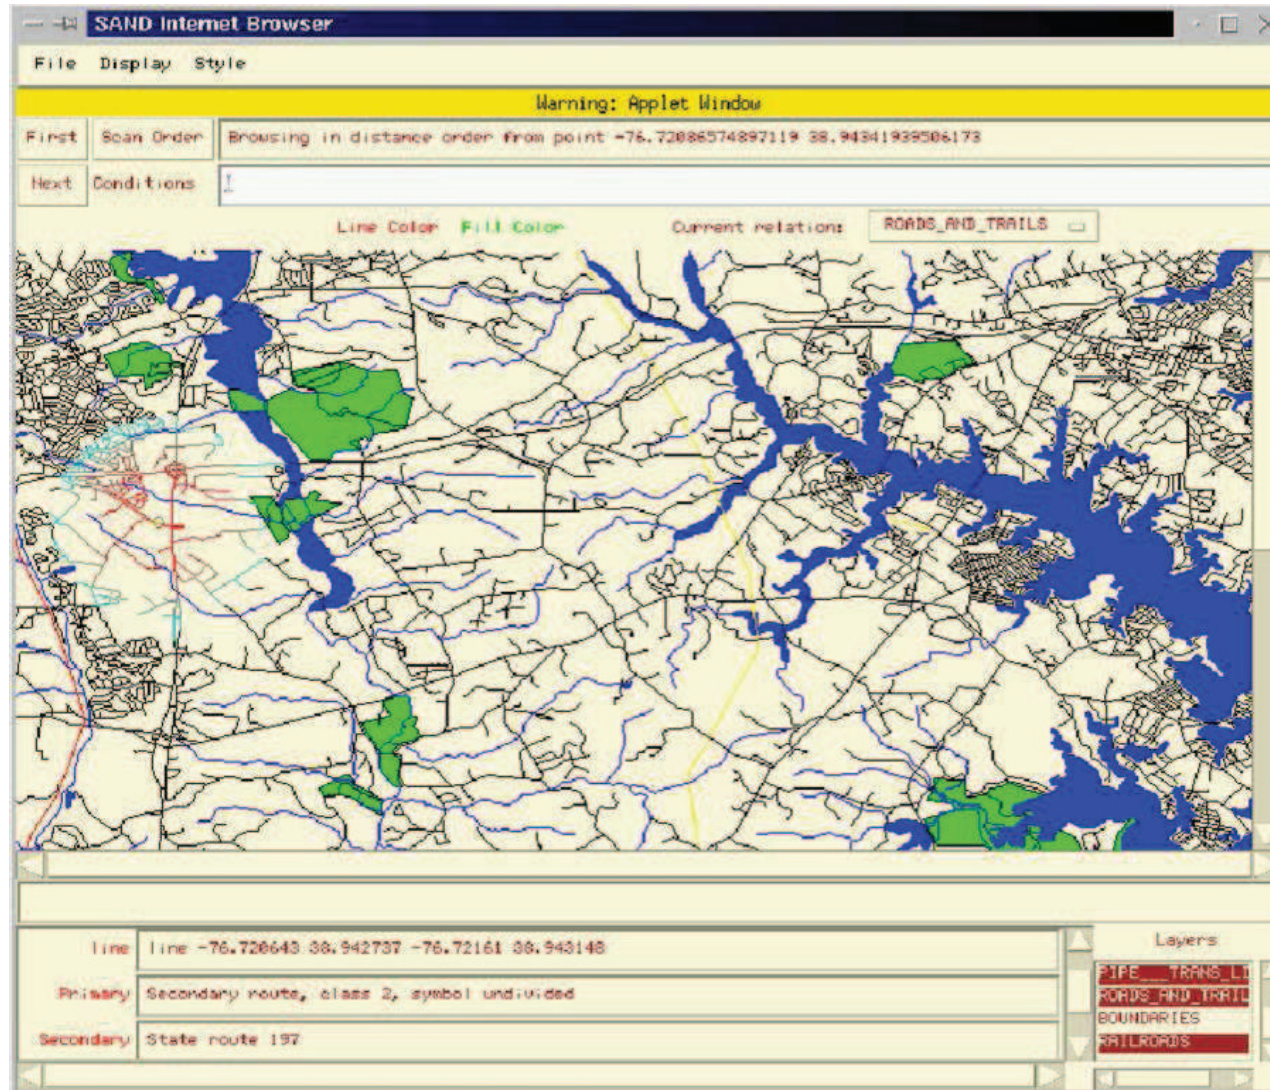 SAND Internet Browser
File Display Style
Warning: Applet Window
First Scan Order Browsing in distance order from point -76.72086574897119 38.94341939506173
Next Conditions
Line Color Fill Color Current relation: ROADS_AND_TRAILS
line line -76.720643 38.942737 -76.72161 38.943148
Layers
PIPE___TRANS_LI
Primary Secondary route, class 2, symbol undivided
ROADS_AND_TRAIL
BOUNDARIES
Secondary State route 197
RAILROADS